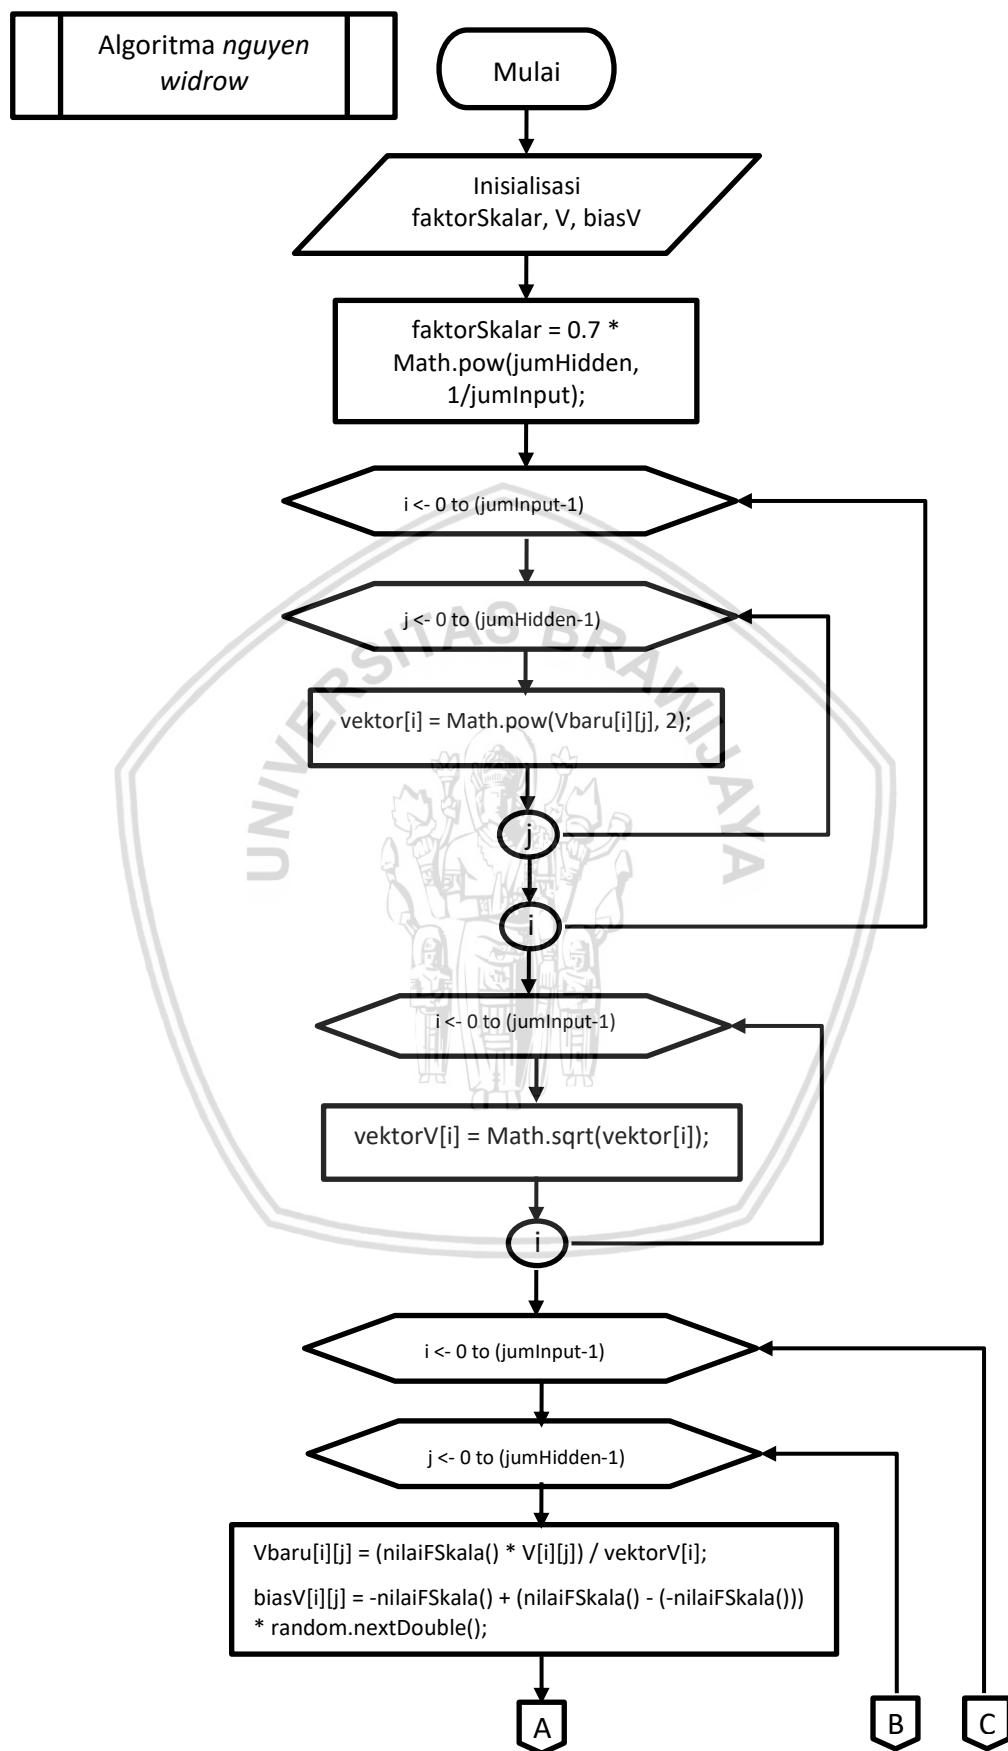 Algoritma nguyen
widrow
Mulai
Inisialisasi
faktorSkalar, V, biasV
faktorSkalar = 0.7 *
Math.pow(jumHidden,
1/jumInput);
i <- 0 to (jumInput-1)
j <- 0 to (jumHidden-1)
UNIVERSITAS BRAWIJAYA
vektor[i] = Math.pow(Vbaru[i][j], 2);
j
i
i <- 0 to (jumInput-1)
vektorV[i] = Math.sqrt(vektor[i]);
i
i <- 0 to (jumInput-1)
j <- 0 to (jumHidden-1)
Vbaru[i][j] = (nilaiFSkala() * V[i][j]) / vektorV[i];
biasV[i][j] = -nilaiFSkala() + (nilaiFSkala() - (-nilaiFSkala()))
* random.nextDouble();
A
B
C